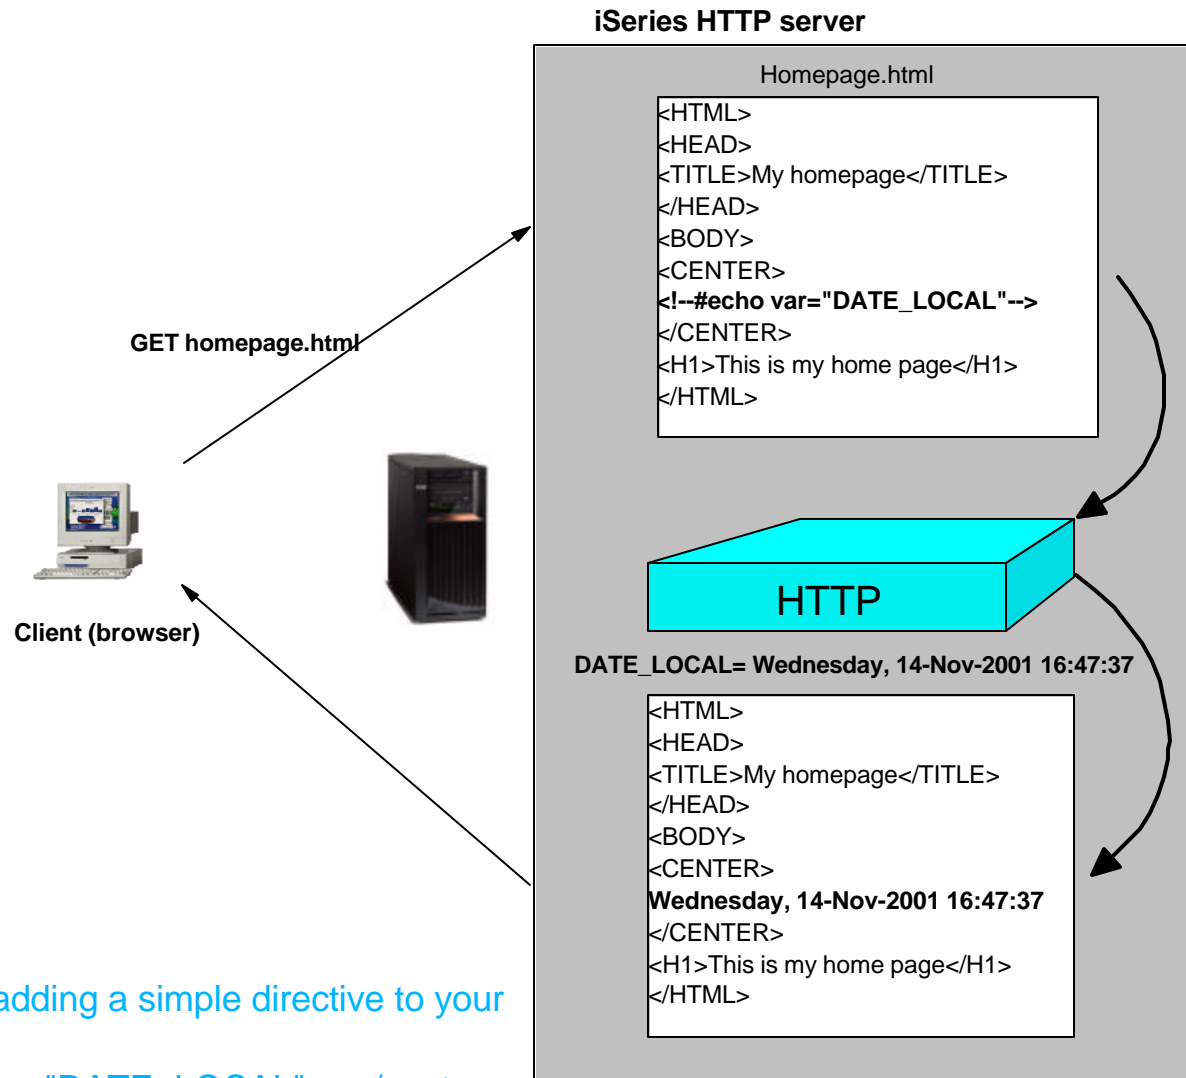 iSeries HTTP server
Homepage.html
<HTML>
<HEAD>
<TITLE>My homepage</TITLE>
</HEAD>
<BODY>
<CENTER>
<!--#echo var="DATE_LOCAL"-->
</CENTER>
<H1>This is my home page</H1>
</HTML>
GET homepage.html
Client (browser)
HTTP
DATE_LOCAL= Wednesday, 14-Nov-2001 16:47:37
<HTML>
<HEAD>
<TITLE>My homepage</TITLE>
</HEAD>
<BODY>
<CENTER>
Wednesday, 14-Nov-2001 16:47:37
</CENTER>
<H1>This is my home page</H1>
</HTML>
adding a simple directive to your
"DATE_LOCAL"